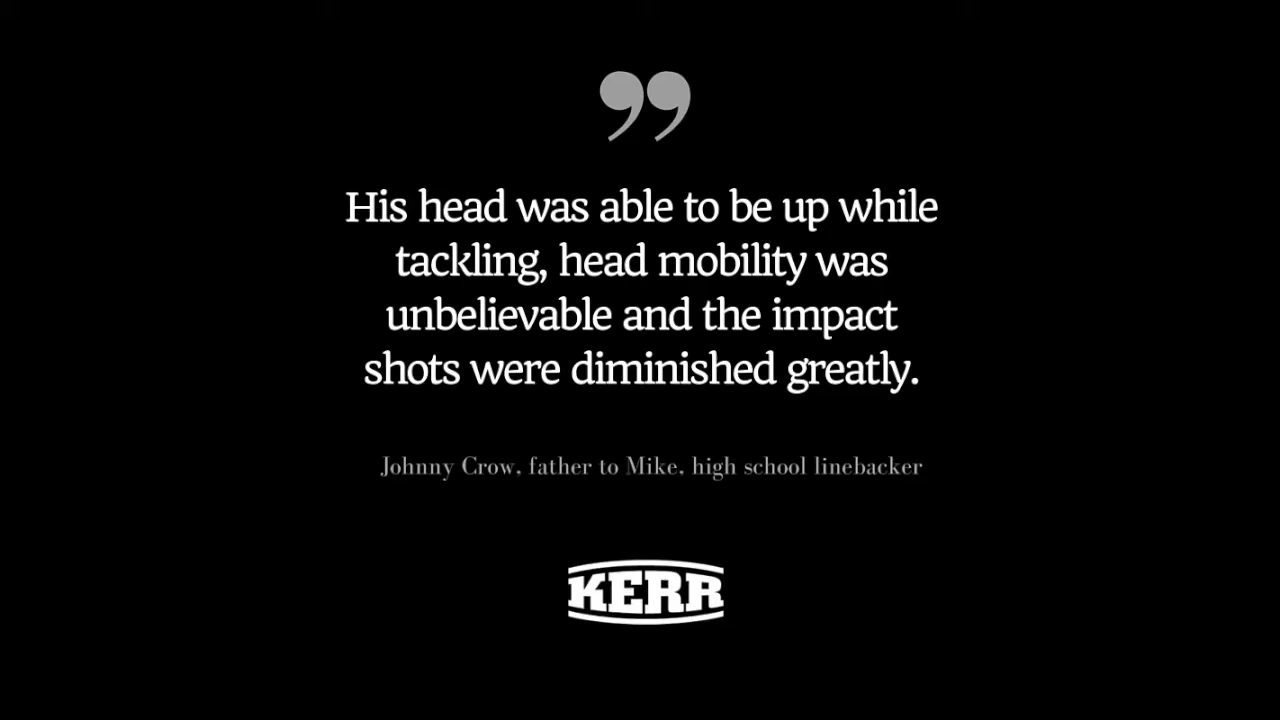 ”
His head was able to be up while
tackling, head mobility was
unbelievable and the impact
shots were diminished greatly.
Johnny Crow, father to Mike, high school linebacker
KERR